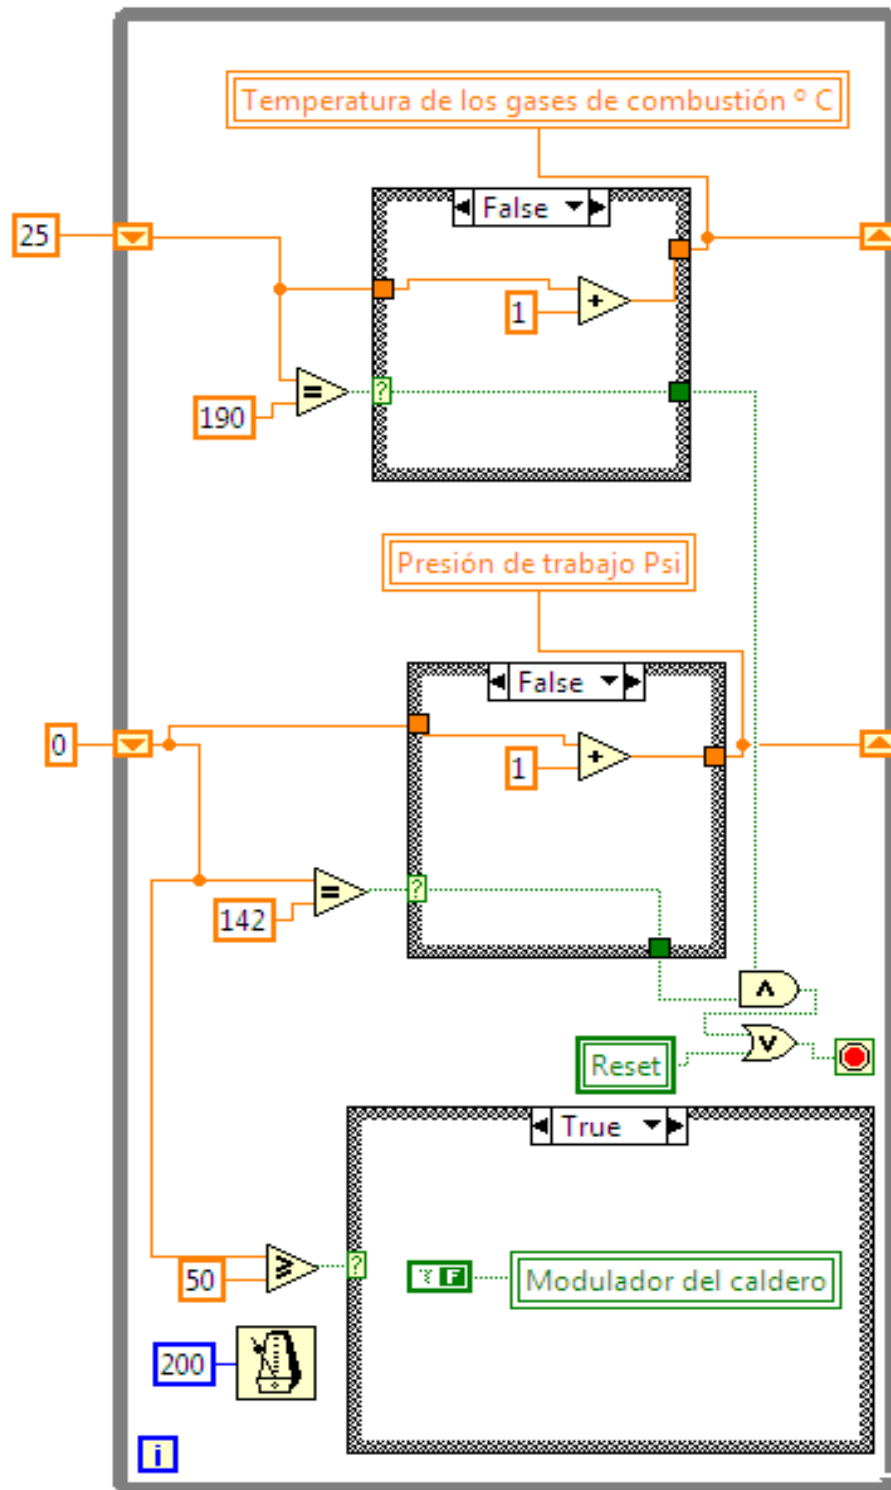 Temperatura de los gases de combustión º C
False
25
+
1
=
?
190
Presión de trabajo Psi
False
0
+
1
=
?
142
∧
∨
Reset
True
≥
?
50
F
Modulador del caldero
200
i